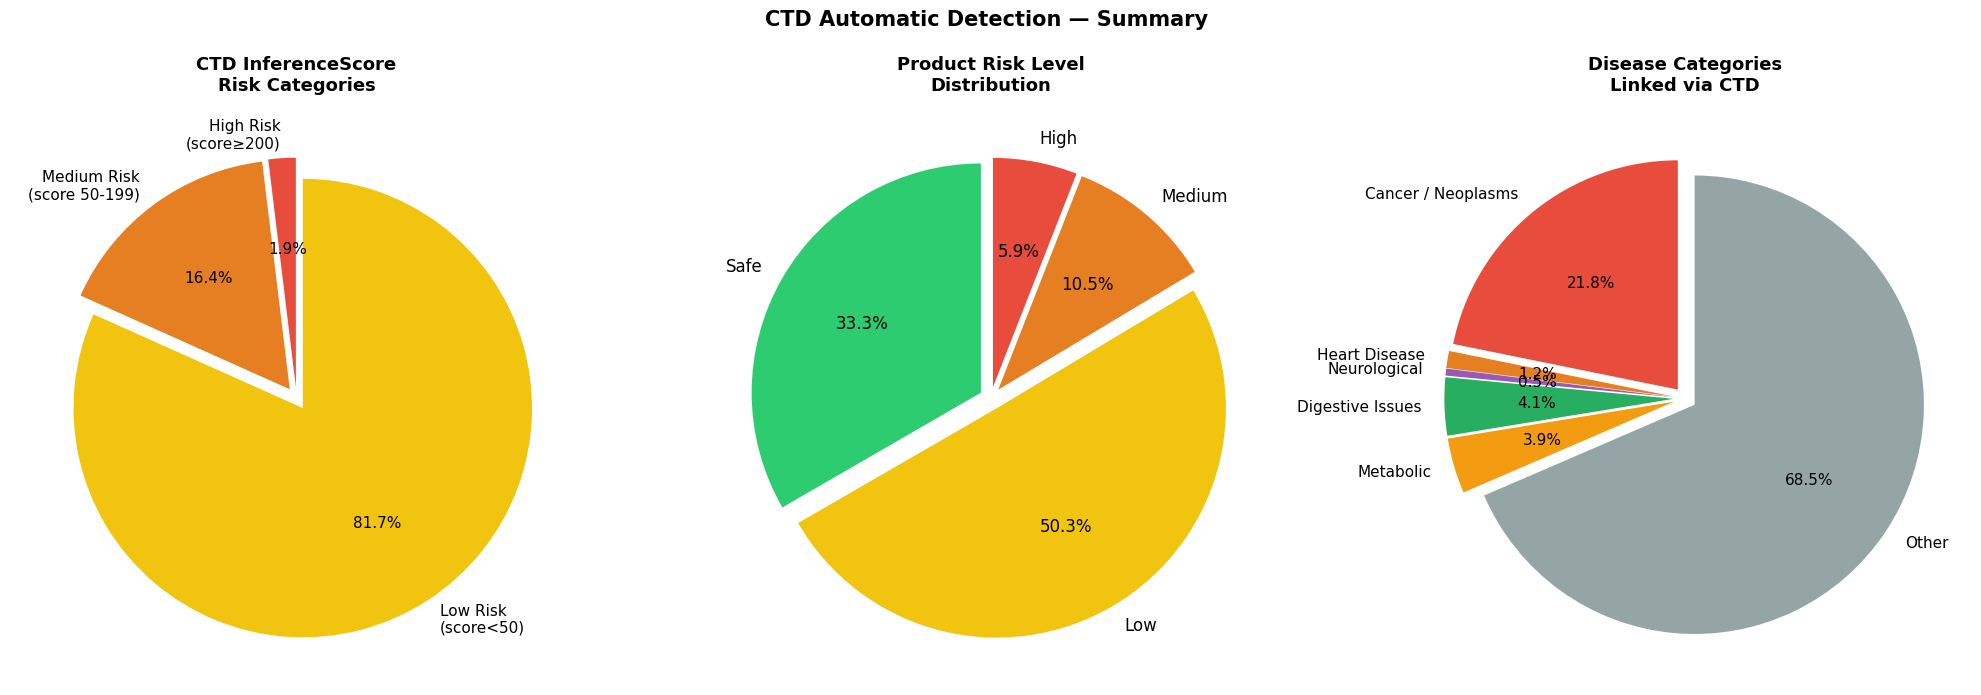 CTD Automatic Detection — Summary
CTD InferenceScore
Risk Categories
High Risk
(score≥200)
Medium Risk
(score 50-199)
1.9%
16.4%
81.7%
Low Risk
(score<50)
Product Risk Level
Distribution
High
Medium
Safe
5.9%
10.5%
33.3%
50.3%
Low
Disease Categories
Linked via CTD
Cancer / Neoplasms
21.8%
Heart Disease
1.2%
Neurological
0.5%
Digestive Issues
4.1%
3.9%
Metabolic
68.5%
Other